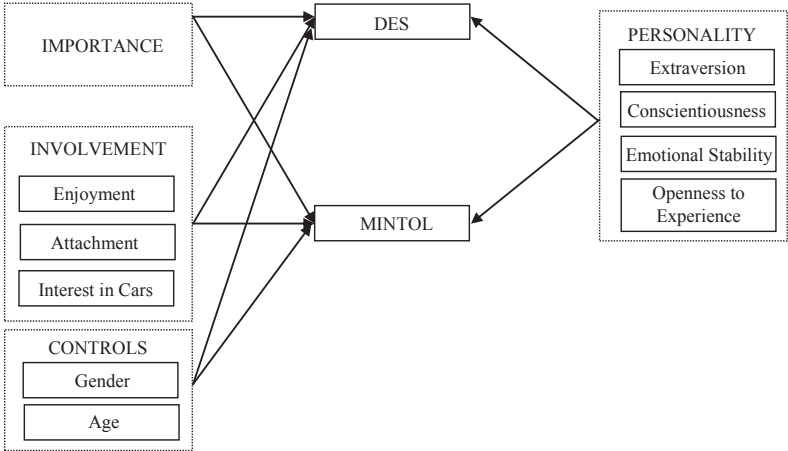 IMPORTANCE
INVOLVEMENT
Enjoyment
Attachment
Interest in Cars
CONTROLS
Gender
Age
DES
MINTOL
PERSONALITY
Extraversion
Conscientiousness
Emotional Stability
Openness to
Experience